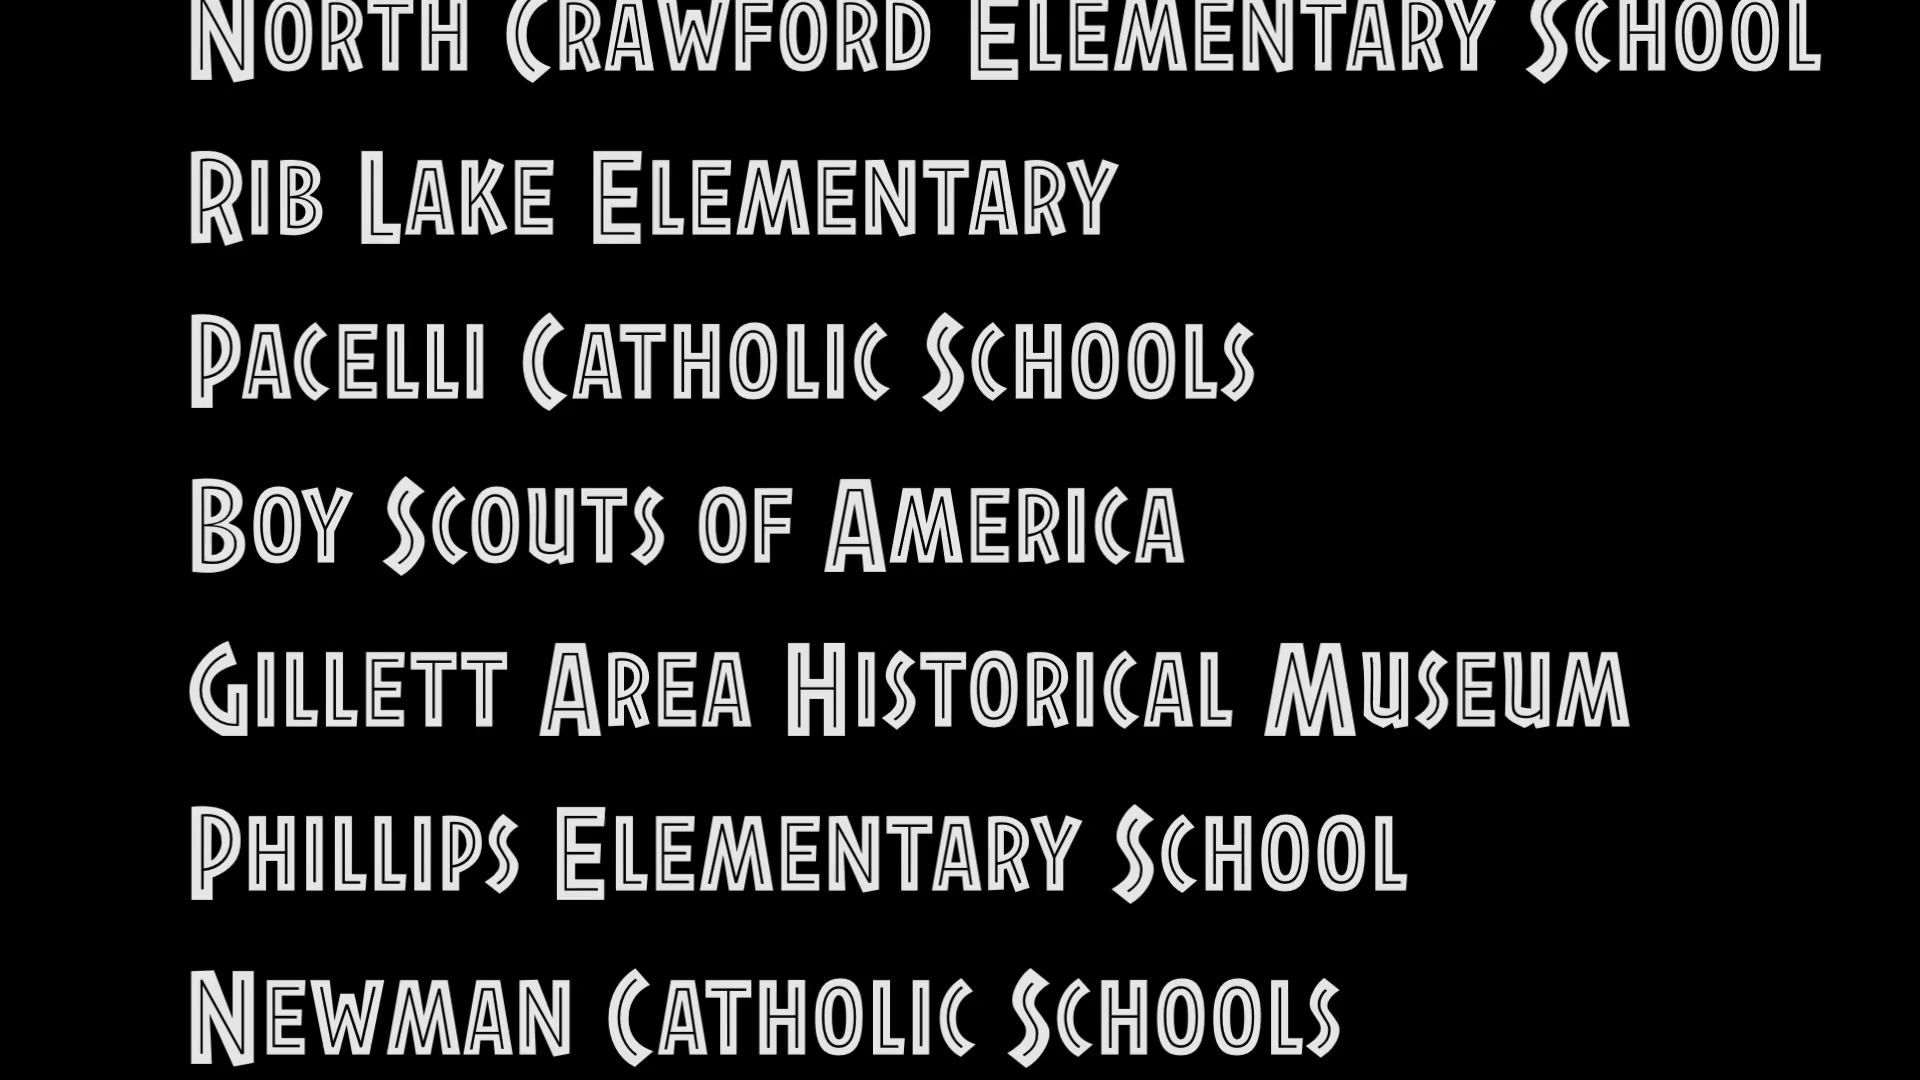 North Crawford Elementary School
Rib Lake Elementary
Pacelli Catholic Schools
Boy Scouts of America
Gillett Area Historical Museum
Phillips Elementary School
Newman Catholic Schools